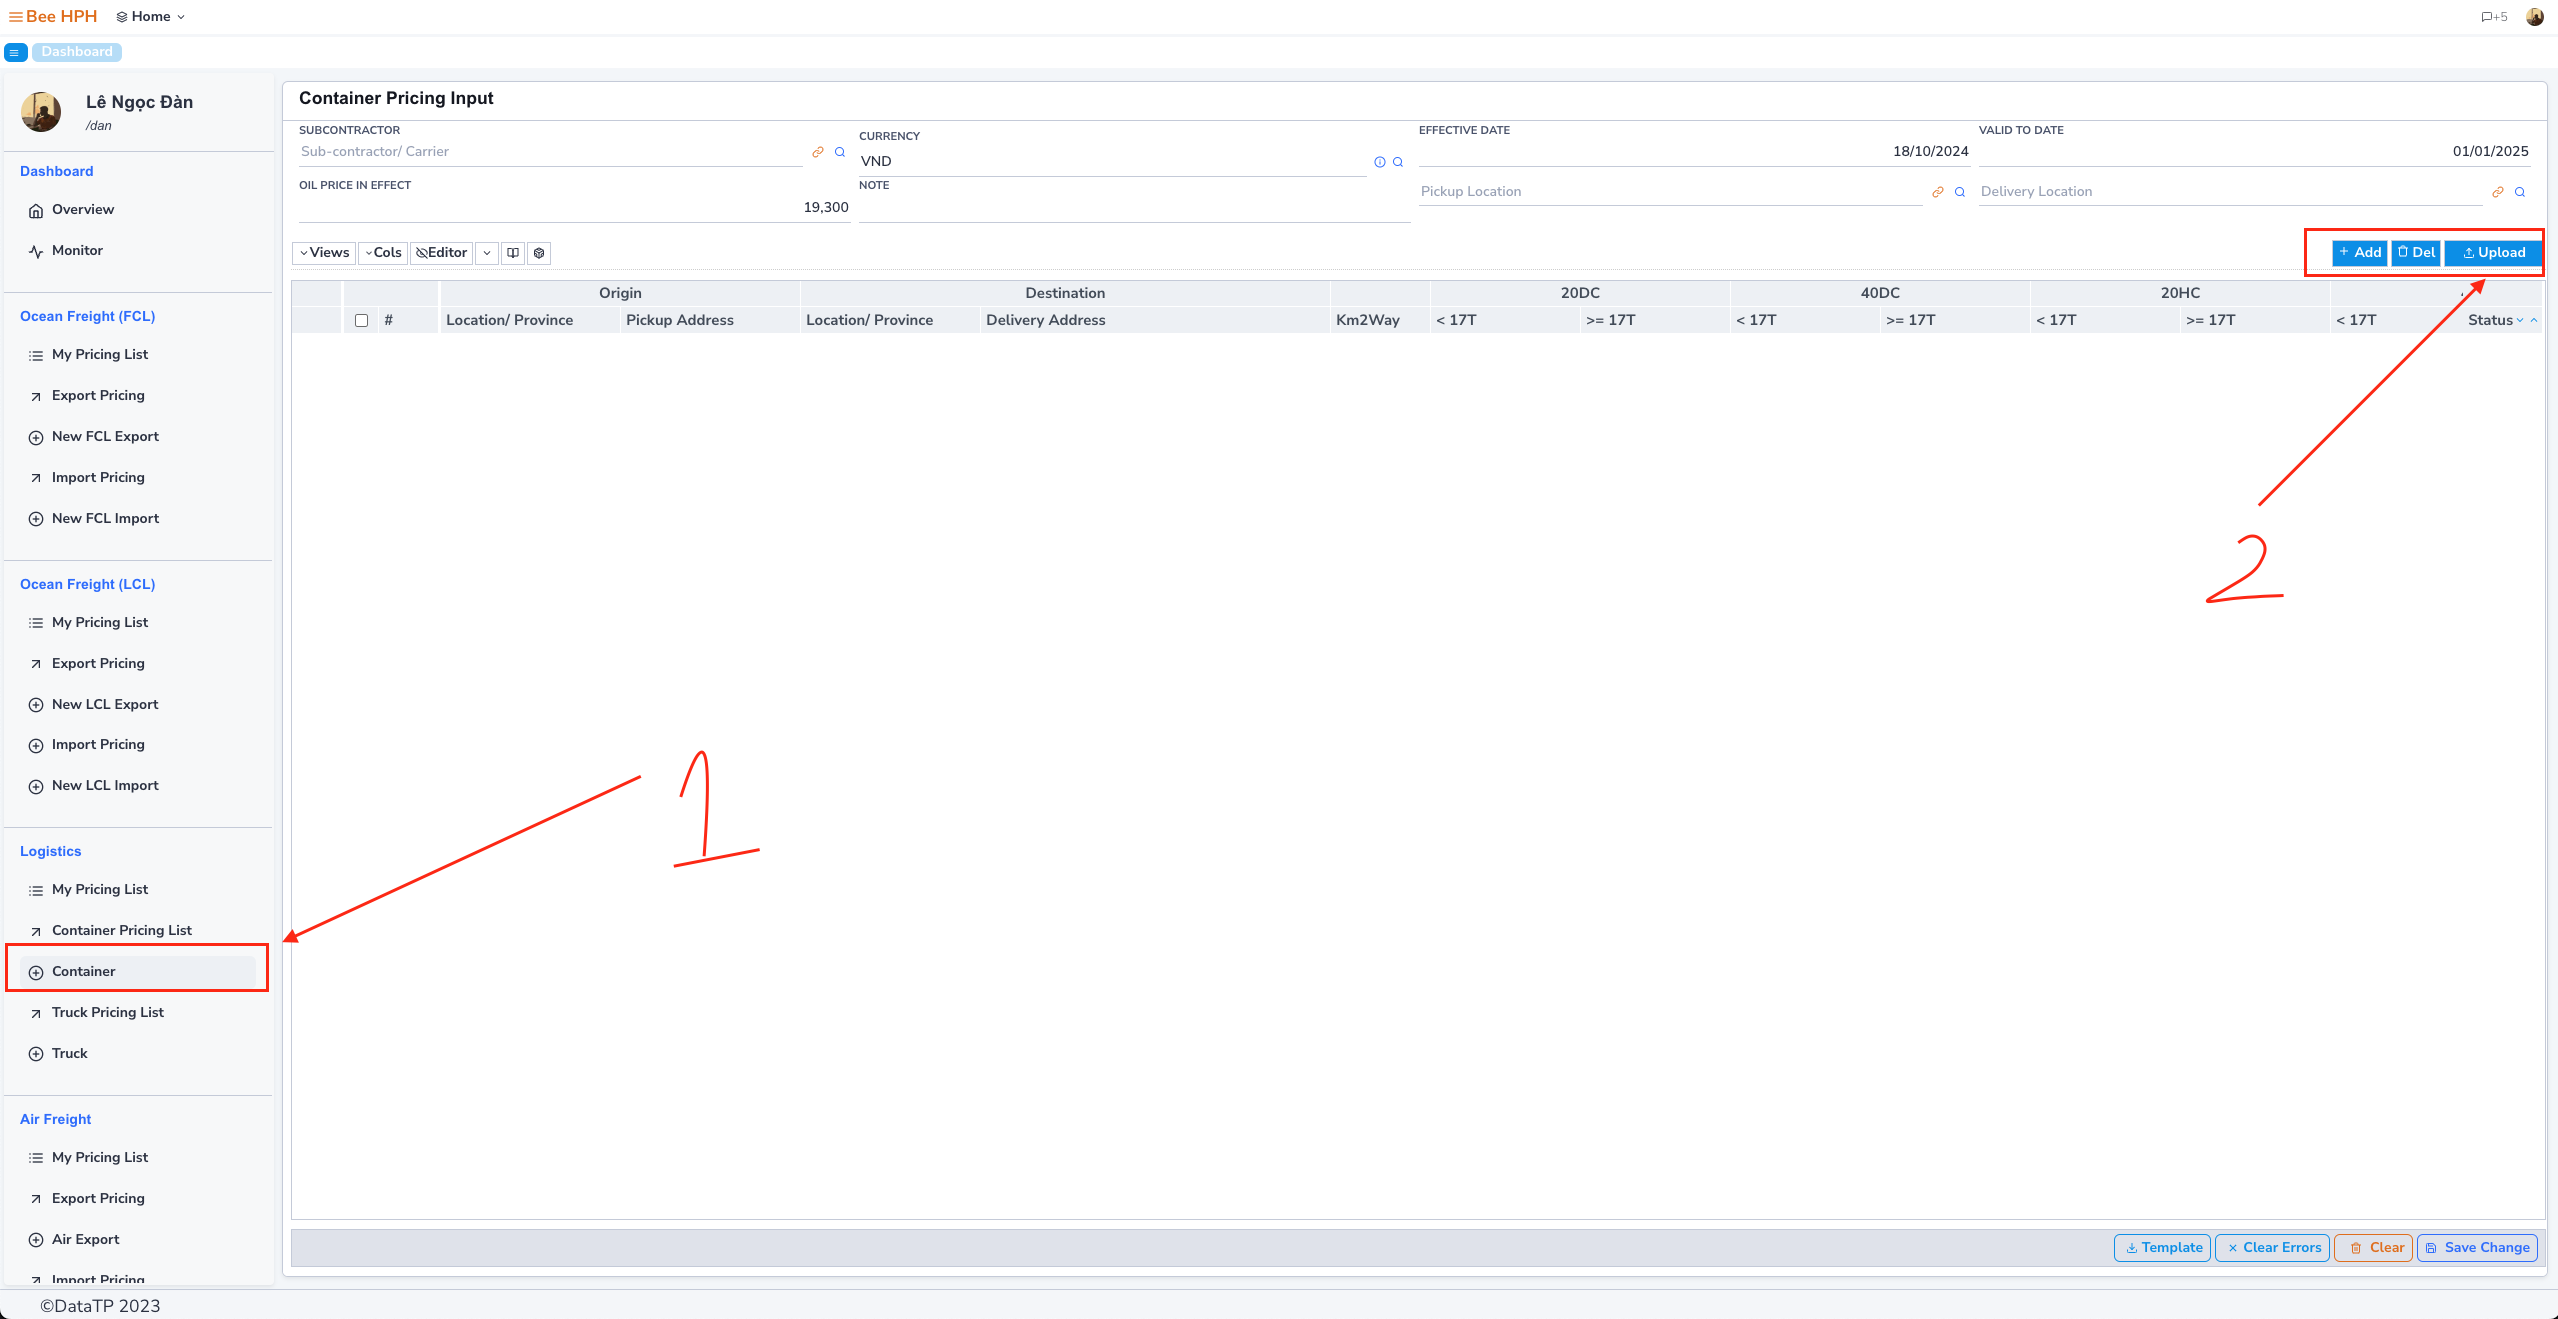 Bee HPH Home +5
Dashboard
Lê Ngọc Đàn
/dan
Dashboard
Overview
Monitor
Ocean Freight (FCL)
My Pricing List
Export Pricing
New FCL Export
Import Pricing
New FCL Import
Ocean Freight (LCL)
My Pricing List
Export Pricing
New LCL Export
Import Pricing
New LCL Import
Logistics
My Pricing List
Container Pricing List
Container
Truck Pricing List
Truck
Air Freight
My Pricing List
Export Pricing
Air Export
Import Pricing
Container Pricing Input
SUBCONTRACTOR CURRENCY EFFECTIVE DATE VALID TO DATE
Sub-contractor/ Carrier VND 18/10/2024 01/01/2025
OIL PRICE IN EFFECT NOTE Pickup Location Delivery Location
19,300
Views Cols Editor + Add Del Upload
Origin Destination 20DC 40DC 20HC
# Location/ Province Pickup Address Location/ Province Delivery Address Km2Way < 17T >= 17T < 17T >= 17T < 17T >= 17T < 17T Status
2
1
Template Clear Errors Clear Save Change
©DataTP 2023